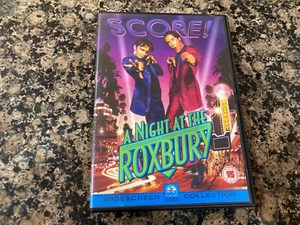 SCORE!
A NIGHT AT THE
ROXBURY
WIDESCREEN COLLECTION
15